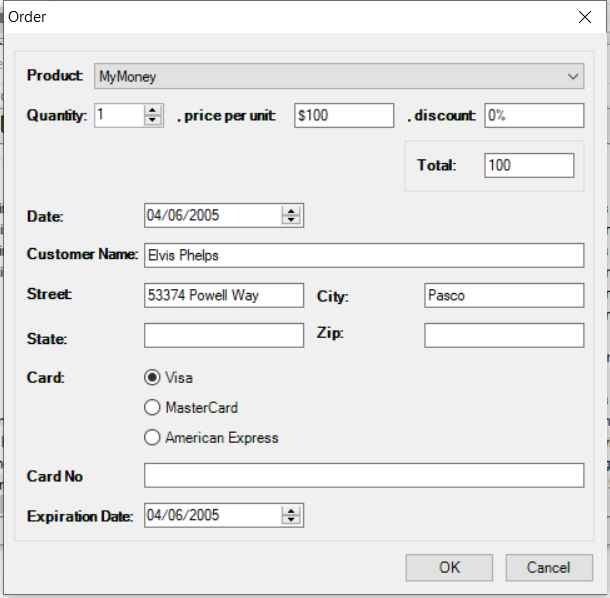 Order
Product: MyMoney
Quantity: 1 , price per unit: $100 , discount: 0%
Total: 100
Date: 04/06/2005
Customer Name: Elvis Phelps
Street: 53374 Powell Way City: Pasco
State: Zip:
Card: Visa
MasterCard
American Express
Card No
Expiration Date: 04/06/2005
OK Cancel